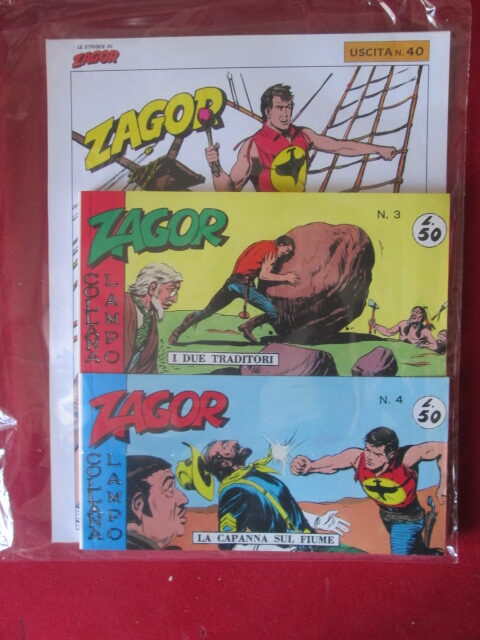 LE STRISCE DI
ZAGOR
USCITA N. 40
ZAGOR
ZAGOR
N. 3
L. 50
COLLANA
LAMPO
I DUE TRADITORI
ZAGOR
N. 4
L. 50
COLLANA
LAMPO
LA CAPANNA SUL FIUME